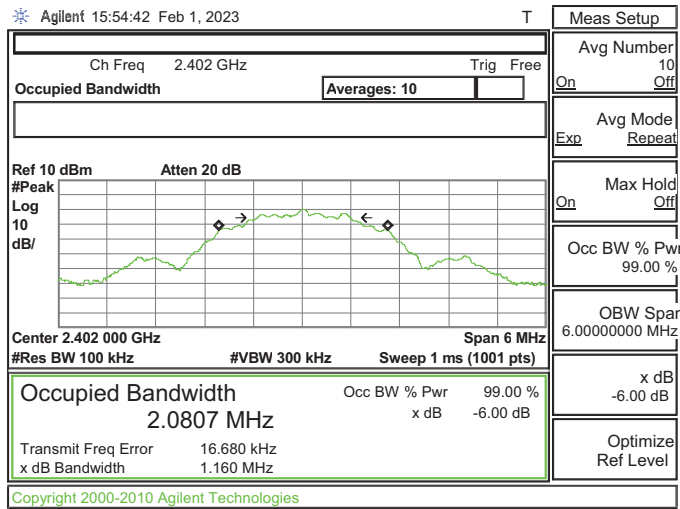 Agilent 15:54:42 Feb 1, 2023 T
Ch Freq 2.402 GHz Trig Free
Occupied Bandwidth Averages: 10
Ref 10 dBm Atten 20 dB
#Peak
Log
10
dB/
Center 2.402 000 GHz Span 6 MHz
#Res BW 100 kHz #VBW 300 kHz Sweep 1 ms (1001 pts)
Occupied Bandwidth Occ BW % Pwr 99.00 %
2.0807 MHz x dB -6.00 dB
Transmit Freq Error 16.680 kHz
x dB Bandwidth 1.160 MHz
Copyright 2000-2010 Agilent Technologies
Meas Setup
Avg Number
10
On Off
Avg Mode
Exp Repeat
Max Hold
On Off
Occ BW % Pwr
99.00 %
OBW Spar
6.00000000 MHz
x dB
-6.00 dB
Optimize
Ref Level